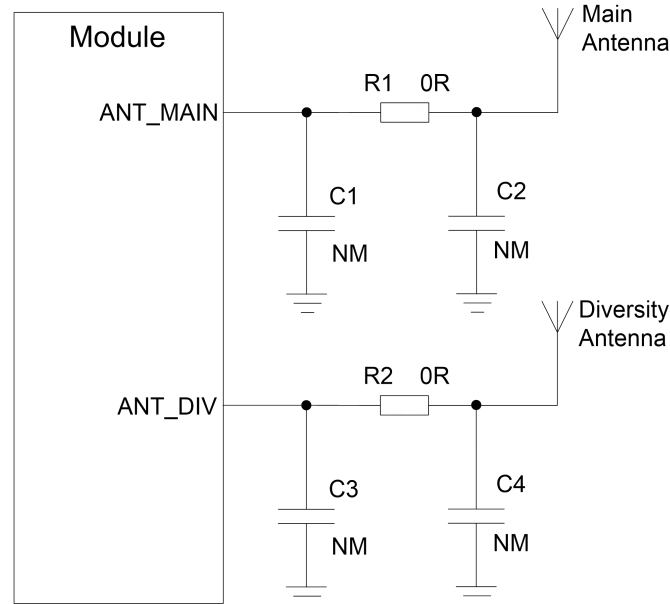 Module
Main
Antenna
R1 0R
ANT_MAIN
C1
C2
NM
NM
Diversity
Antenna
R2 0R
ANT_DIV
C3
C4
NM
NM